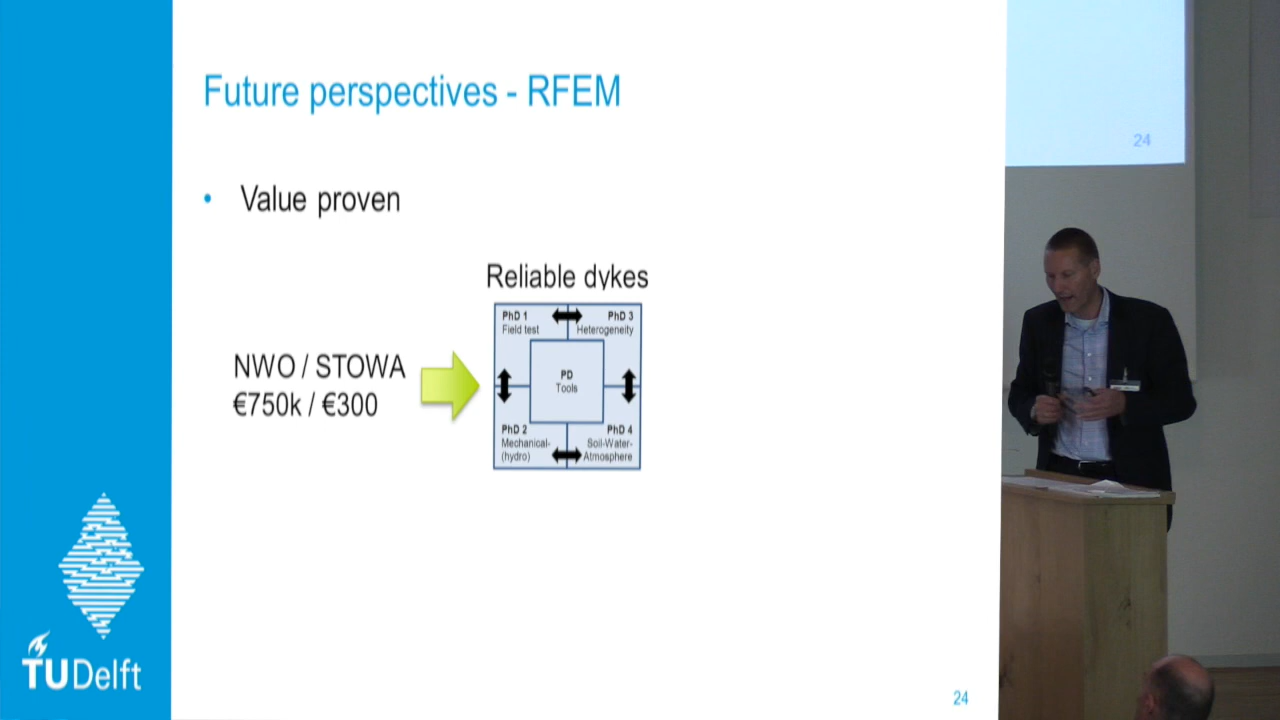 Future perspectives - RFEM
• Value proven
Reliable dykes
NWO / STOWA
€750k / €300
PhD 1
Field test
PhD 3
Heterogeneity
PD
Tools
PhD 2
Mechanical-
(hydro)
PhD 4
Soil-Water-
Atmosphere
TUDelft
24
24